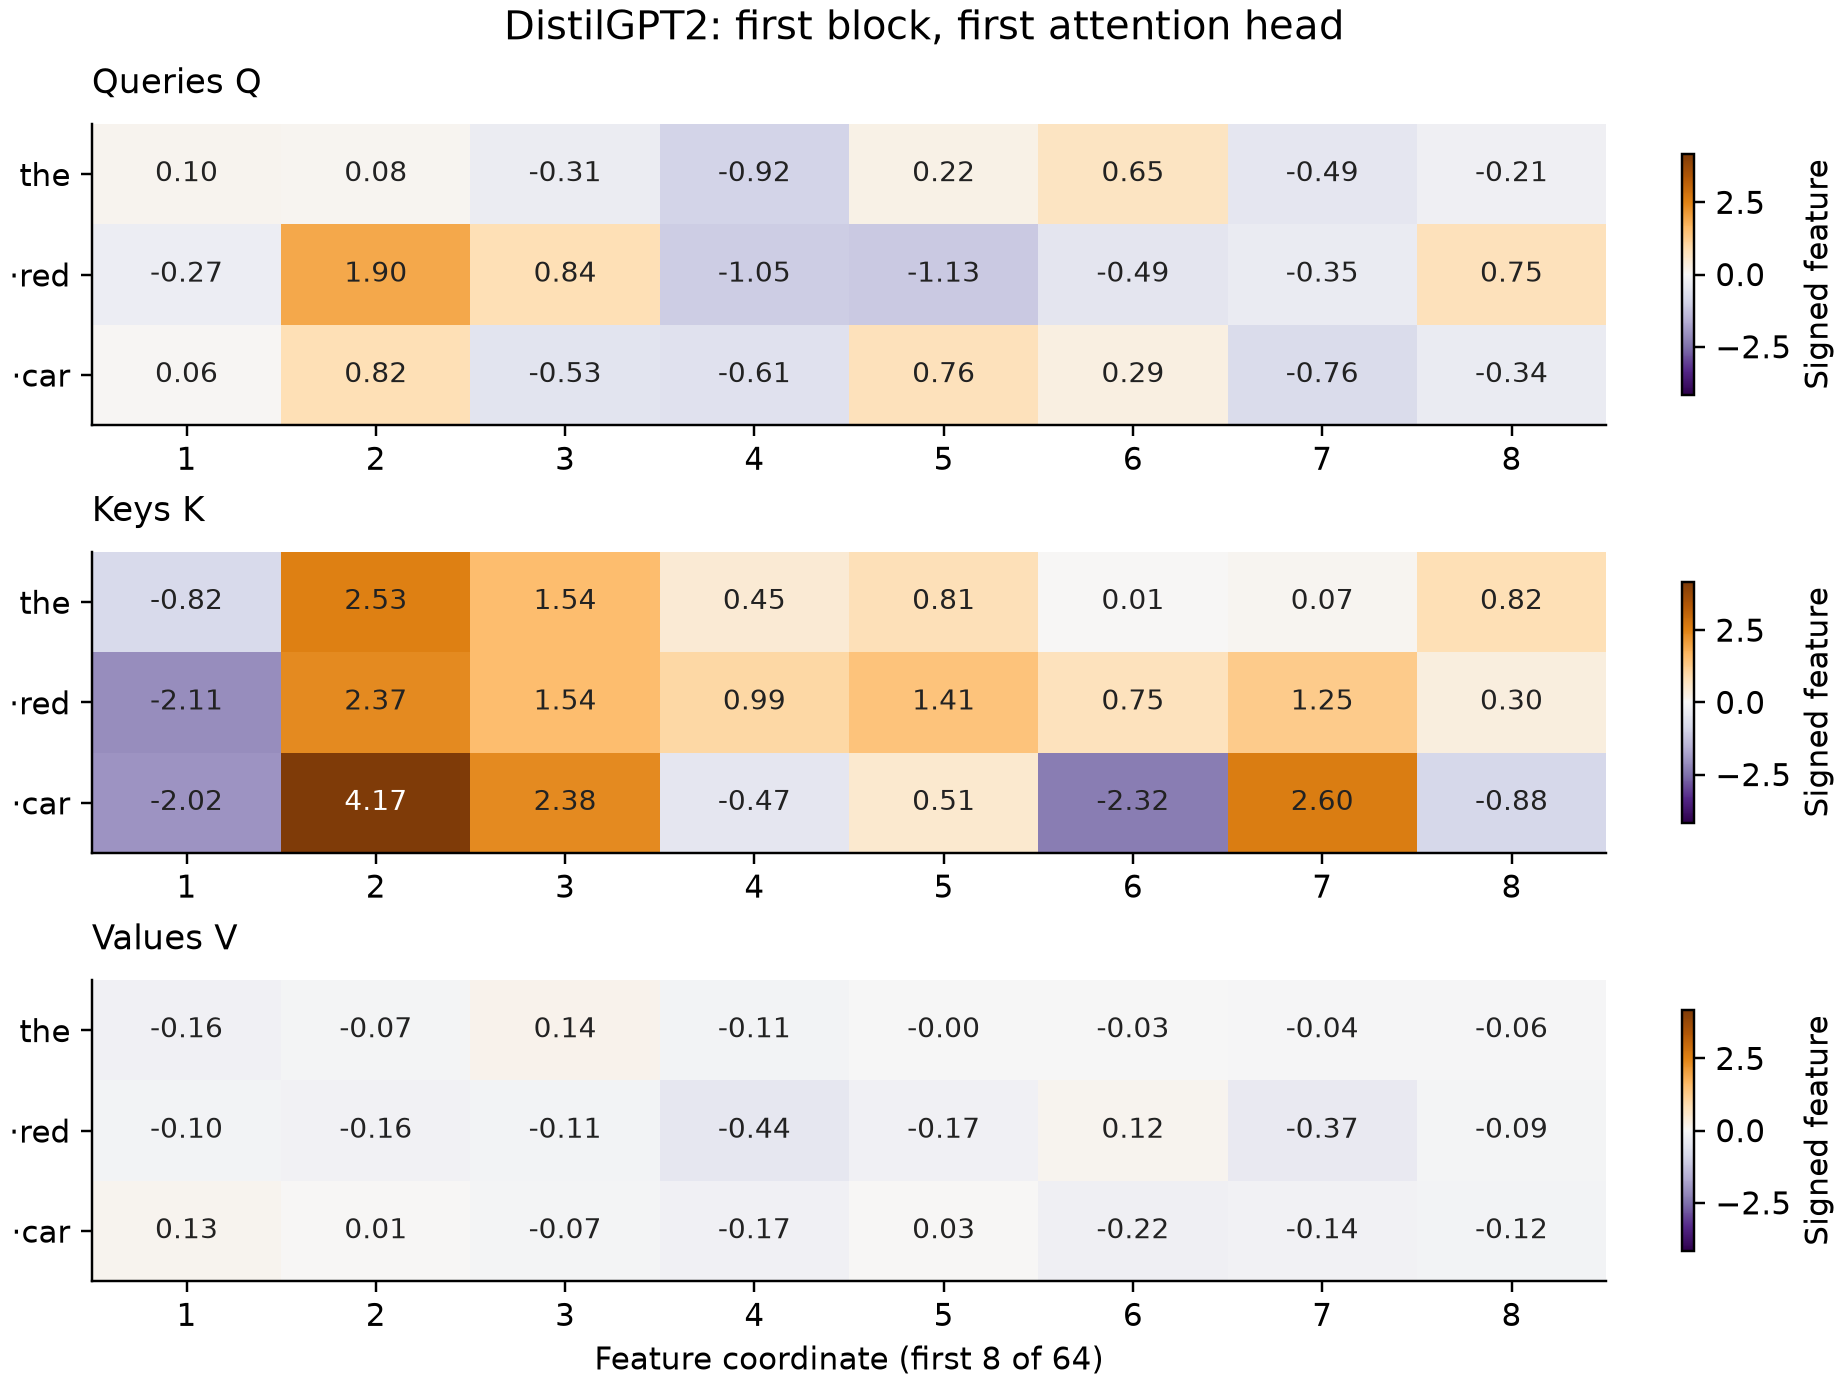 DistilGPT2: first block, first attention head
Queries Q
the 0.10 0.08 -0.31 -0.92 0.22 0.65 -0.49 -0.21
·red -0.27 1.90 0.84 -1.05 -1.13 -0.49 -0.35 0.75
·car 0.06 0.82 -0.53 -0.61 0.76 0.29 -0.76 -0.34
1 2 3 4 5 6 7 8
2.5
0.0
−2.5
Signed feature
Keys K
the -0.82 2.53 1.54 0.45 0.81 0.01 0.07 0.82
·red -2.11 2.37 1.54 0.99 1.41 0.75 1.25 0.30
·car -2.02 4.17 2.38 -0.47 0.51 -2.32 2.60 -0.88
1 2 3 4 5 6 7 8
2.5
0.0
−2.5
Signed feature
Values V
the -0.16 -0.07 0.14 -0.11 -0.00 -0.03 -0.04 -0.06
·red -0.10 -0.16 -0.11 -0.44 -0.17 0.12 -0.37 -0.09
·car 0.13 0.01 -0.07 -0.17 0.03 -0.22 -0.14 -0.12
1 2 3 4 5 6 7 8
2.5
0.0
−2.5
Signed feature
Feature coordinate (first 8 of 64)